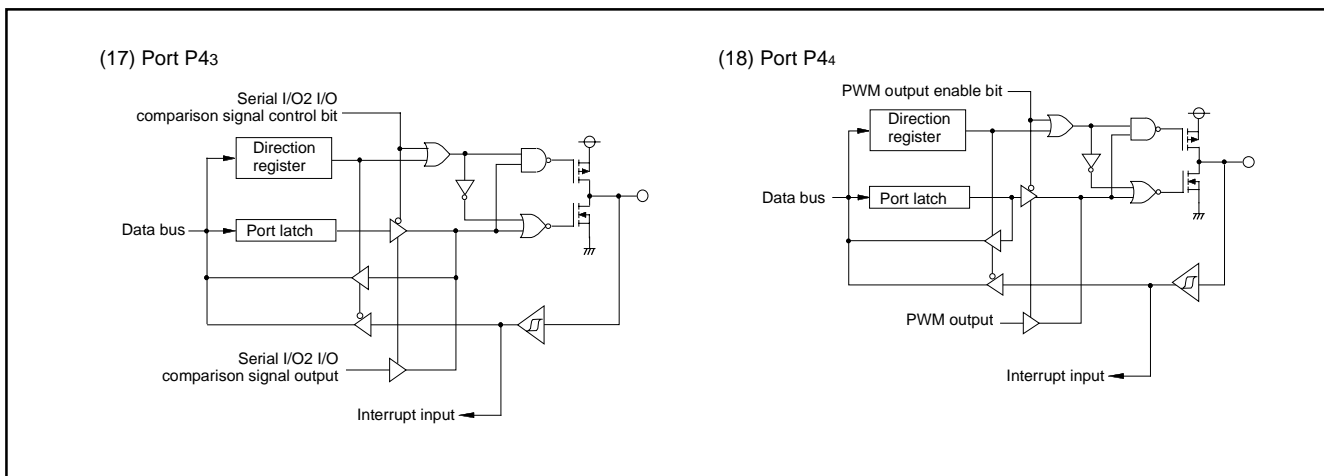 (17) Port P43
Serial I/O2 I/O
comparison signal control bit
Direction
register
Data bus
Port latch
Serial I/O2 I/O
comparison signal output
Interrupt input
(18) Port P44
PWM output enable bit
Direction
register
Data bus
Port latch
PWM output
Interrupt input